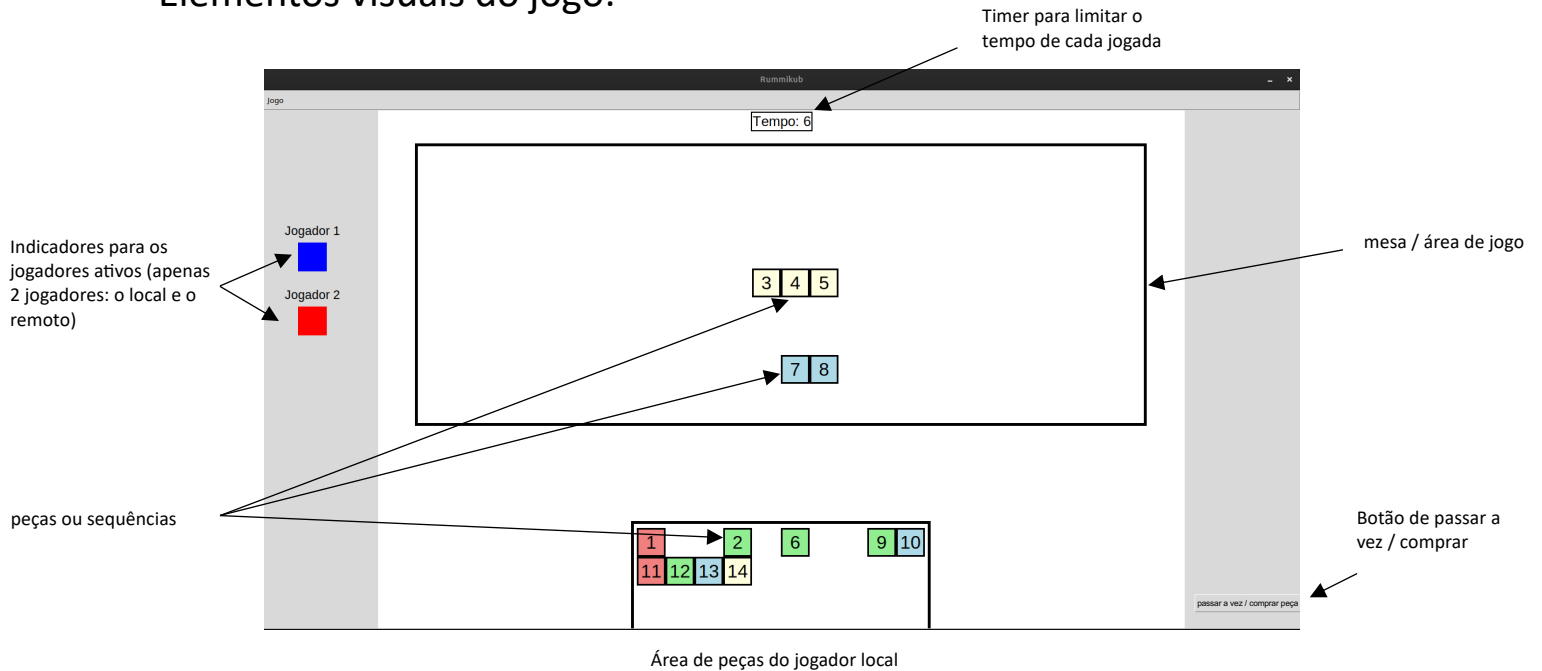 Elementos visuais do jogo:
Timer para limitar o
tempo de cada jogada
Rummikub
Jogo
Tempo: 6
Jogador 1
Indicadores para os
jogadores ativos (apenas
2 jogadores: o local e o
remoto)
Jogador 2
mesa / área de jogo
3 4 5
7 8
peças ou sequências
1 2 6 9 10
11 12 13 14
Botão de passar a
vez / comprar
passar a vez / comprar peça
Área de peças do jogador local